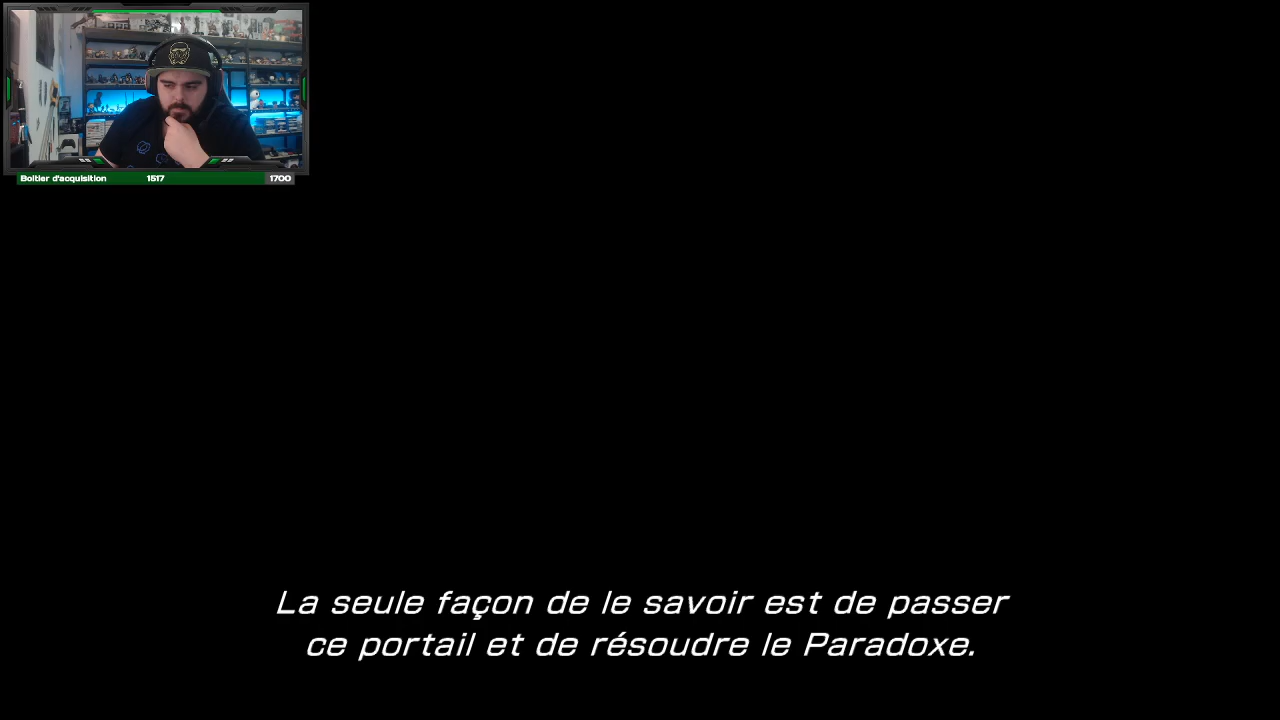 Boîtier d'acquisition 1517 1700
La seule façon de le savoir est de passer
ce portail et de résoudre le Paradoxe.